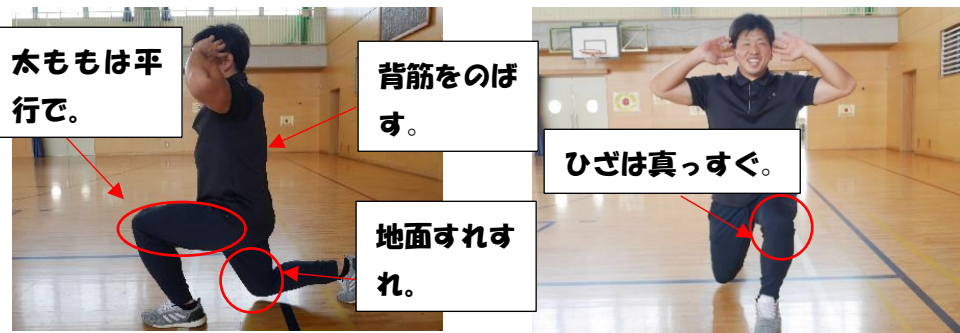 太ももは平
行で。
背筋をのば
す。
地面すれす
れ。
ひざは真っすぐ。